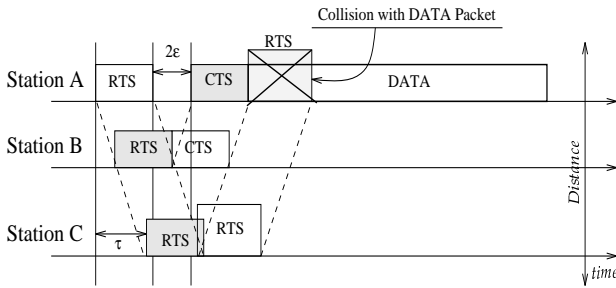 Collision with DATA Packet
2ε
RTS
Station A
RTS
CTS
DATA
Station B
RTS
CTS
Distance
Station C
τ
RTS
RTS
time